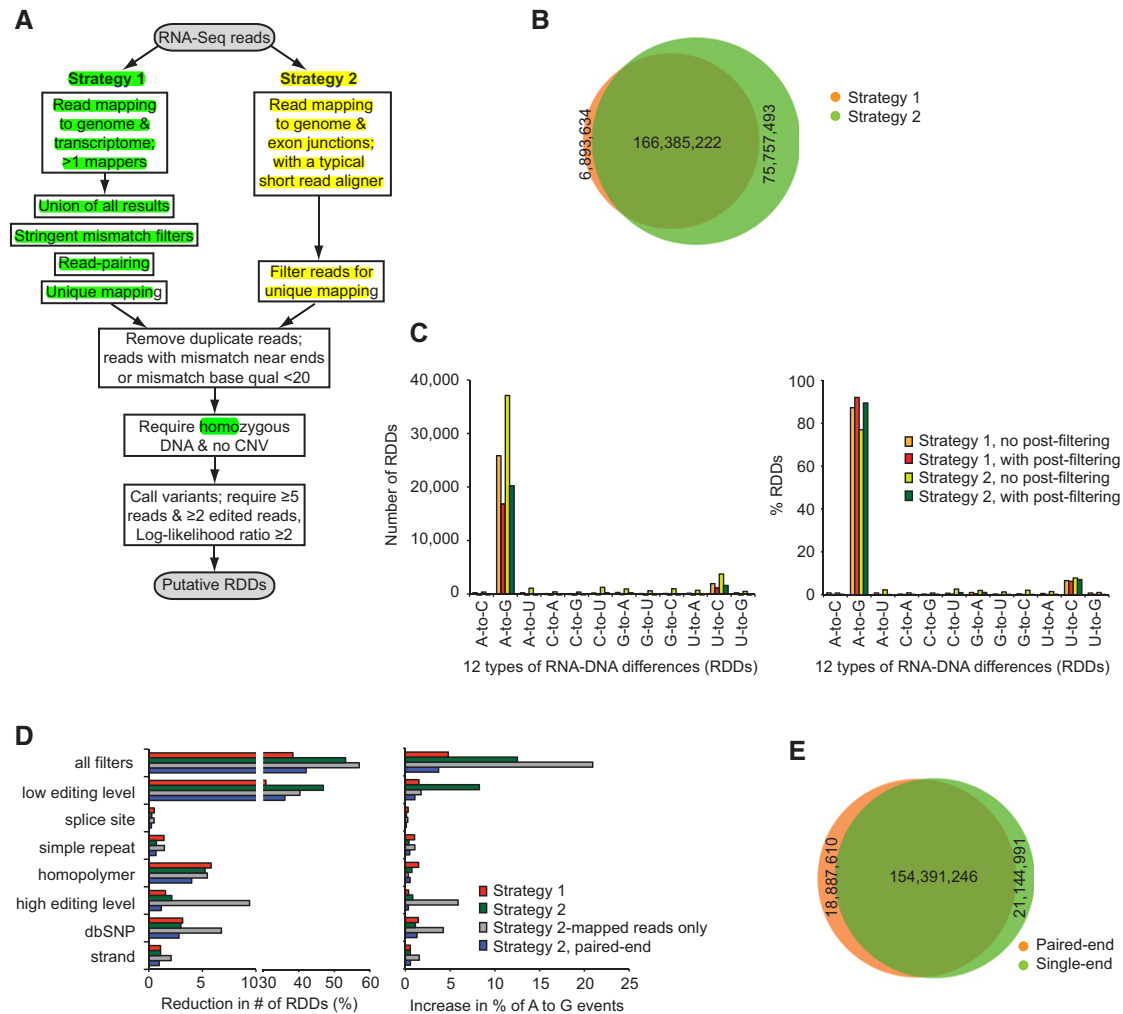 A
RNA-Seq reads
Strategy 1
Read mapping
to genome &
transcriptome;
>1 mappers
Union of all results
Stringent mismatch filters
Read-pairing
Unique mapping
Strategy 2
Read mapping
to genome &
exon junctions;
with a typical
short read aligner
Filter reads for
unique mapping
Remove duplicate reads;
reads with mismatch near ends
or mismatch base qual <20
Require homozygous
DNA & no CNV
Call variants; require ≥5
reads & ≥2 edited reads,
Log-likelihood ratio ≥2
Putative RDDs
B
6,893,634
166,385,222
75,757,493
Strategy 1
Strategy 2
C
Number of RDDs
40,000
30,000
20,000
10,000
0
A-to-C
A-to-G
A-to-U
C-to-A
C-to-G
C-to-U
G-to-A
G-to-U
G-to-C
U-to-A
U-to-C
U-to-G
12 types of RNA-DNA differences (RDDs)
% RDDs
100
80
60
40
20
0
A-to-C
A-to-G
A-to-U
C-to-A
C-to-G
C-to-U
G-to-A
G-to-U
G-to-C
U-to-A
U-to-C
U-to-G
12 types of RNA-DNA differences (RDDs)
Strategy 1, no post-filtering
Strategy 1, with post-filtering
Strategy 2, no post-filtering
Strategy 2, with post-filtering
D
all filters
low editing level
splice site
simple repeat
homopolymer
high editing level
dbSNP
strand
0 5 10 30 40 50 60
Reduction in # of RDDs (%)
0 5 10 15 20 25
Increase in % of A to G events
Strategy 1
Strategy 2
Strategy 2-mapped reads only
Strategy 2, paired-end
E
18,887,610
154,391,246
21,144,991
Paired-end
Single-end